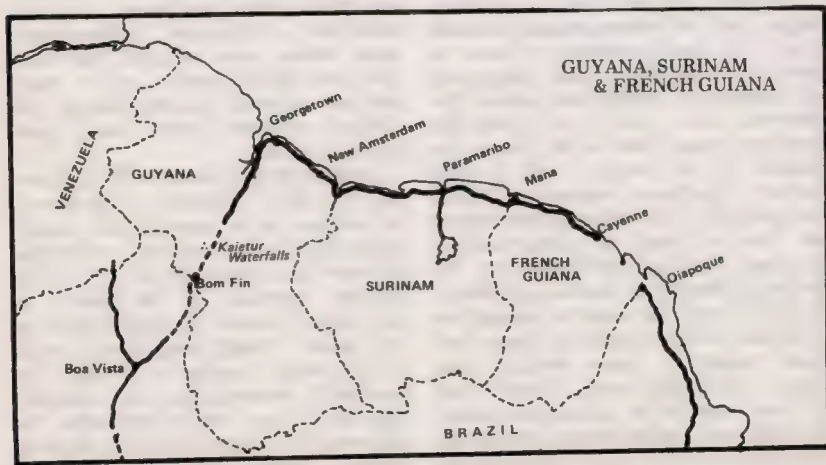 GUYANA, SURINAM
& FRENCH GUIANA
Georgetown
New Amsterdam
Paramaribo
Mana
Cayenne
Oiapoque
VENEZUELA
GUYANA
Kaietur
Waterfalls
Bom Fin
SURINAM
FRENCH
GUIANA
Boa Vista
BRAZIL